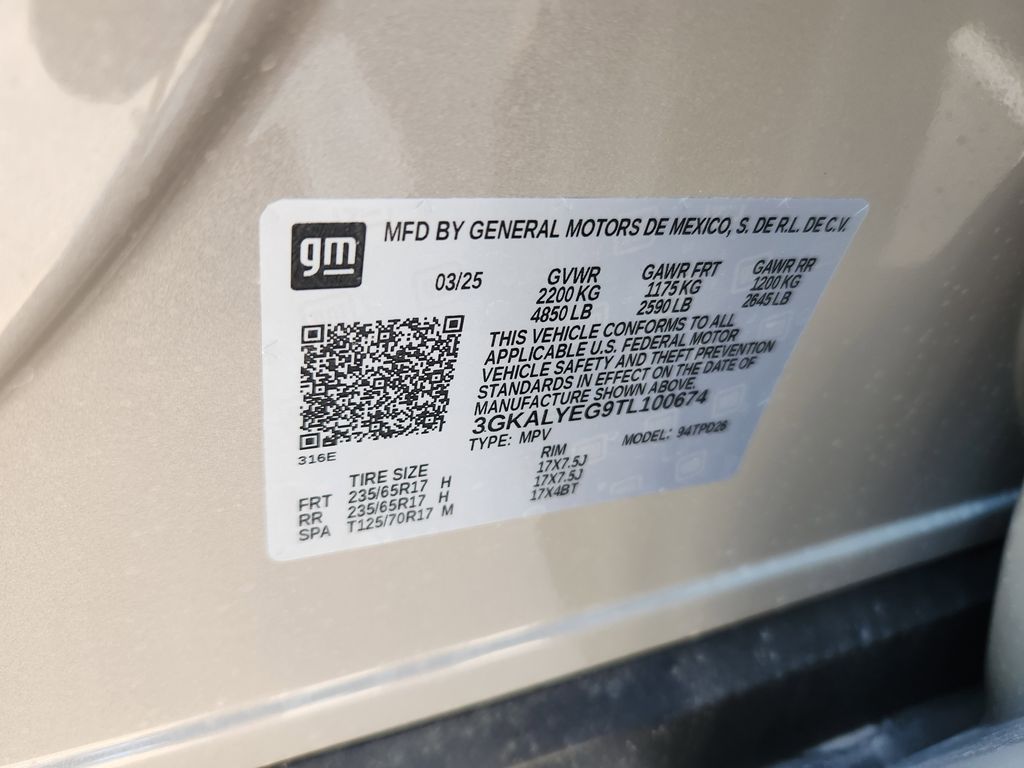 gm
MFD BY GENERAL MOTORS DE MEXICO, S. DE R.L. DE C.V.
03/25 GVWR GAWR FRT GAWR RR
2200 KG 1175 KG 1200 KG
4850 LB 2590 LB 2645 LB
THIS VEHICLE CONFORMS TO ALL
APPLICABLE U.S. FEDERAL MOTOR
VEHICLE SAFETY AND THEFT PREVENTION
STANDARDS IN EFFECT ON THE DATE OF
MANUFACTURE SHOWN ABOVE.
3GKALYEG9TL100674
TYPE: MPV MODEL: 94TPD26
316E
TIRE SIZE RIM
FRT 235/65R17 H 17X7.5J
RR 235/65R17 H 17X7.5J
SPA T125/70R17 M 17X4BT